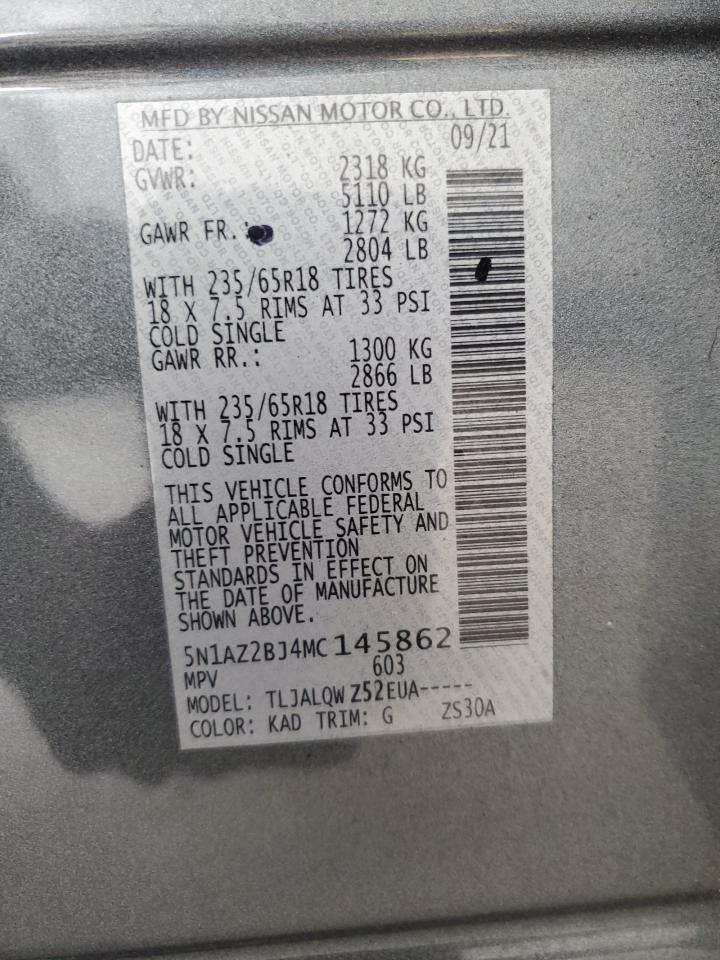 MFD BY NISSAN MOTOR CO., LTD.
DATE: 09/21
GVWR: 2318 KG
5110 LB
GAWR FR.: 1272 KG
2804 LB
WITH 235/65R18 TIRES
18 X 7.5 RIMS AT 33 PSI
COLD SINGLE
GAWR RR.: 1300 KG
2866 LB
WITH 235/65R18 TIRES
18 X 7.5 RIMS AT 33 PSI
COLD SINGLE
THIS VEHICLE CONFORMS TO
ALL APPLICABLE FEDERAL
MOTOR VEHICLE SAFETY AND
THEFT PREVENTION
STANDARDS IN EFFECT ON
THE DATE OF MANUFACTURE
SHOWN ABOVE.
5N1AZ2BJ4MC145862
MPV 603
MODEL: TLJALQW Z52EUA-----
COLOR: KAD TRIM: G ZS30A